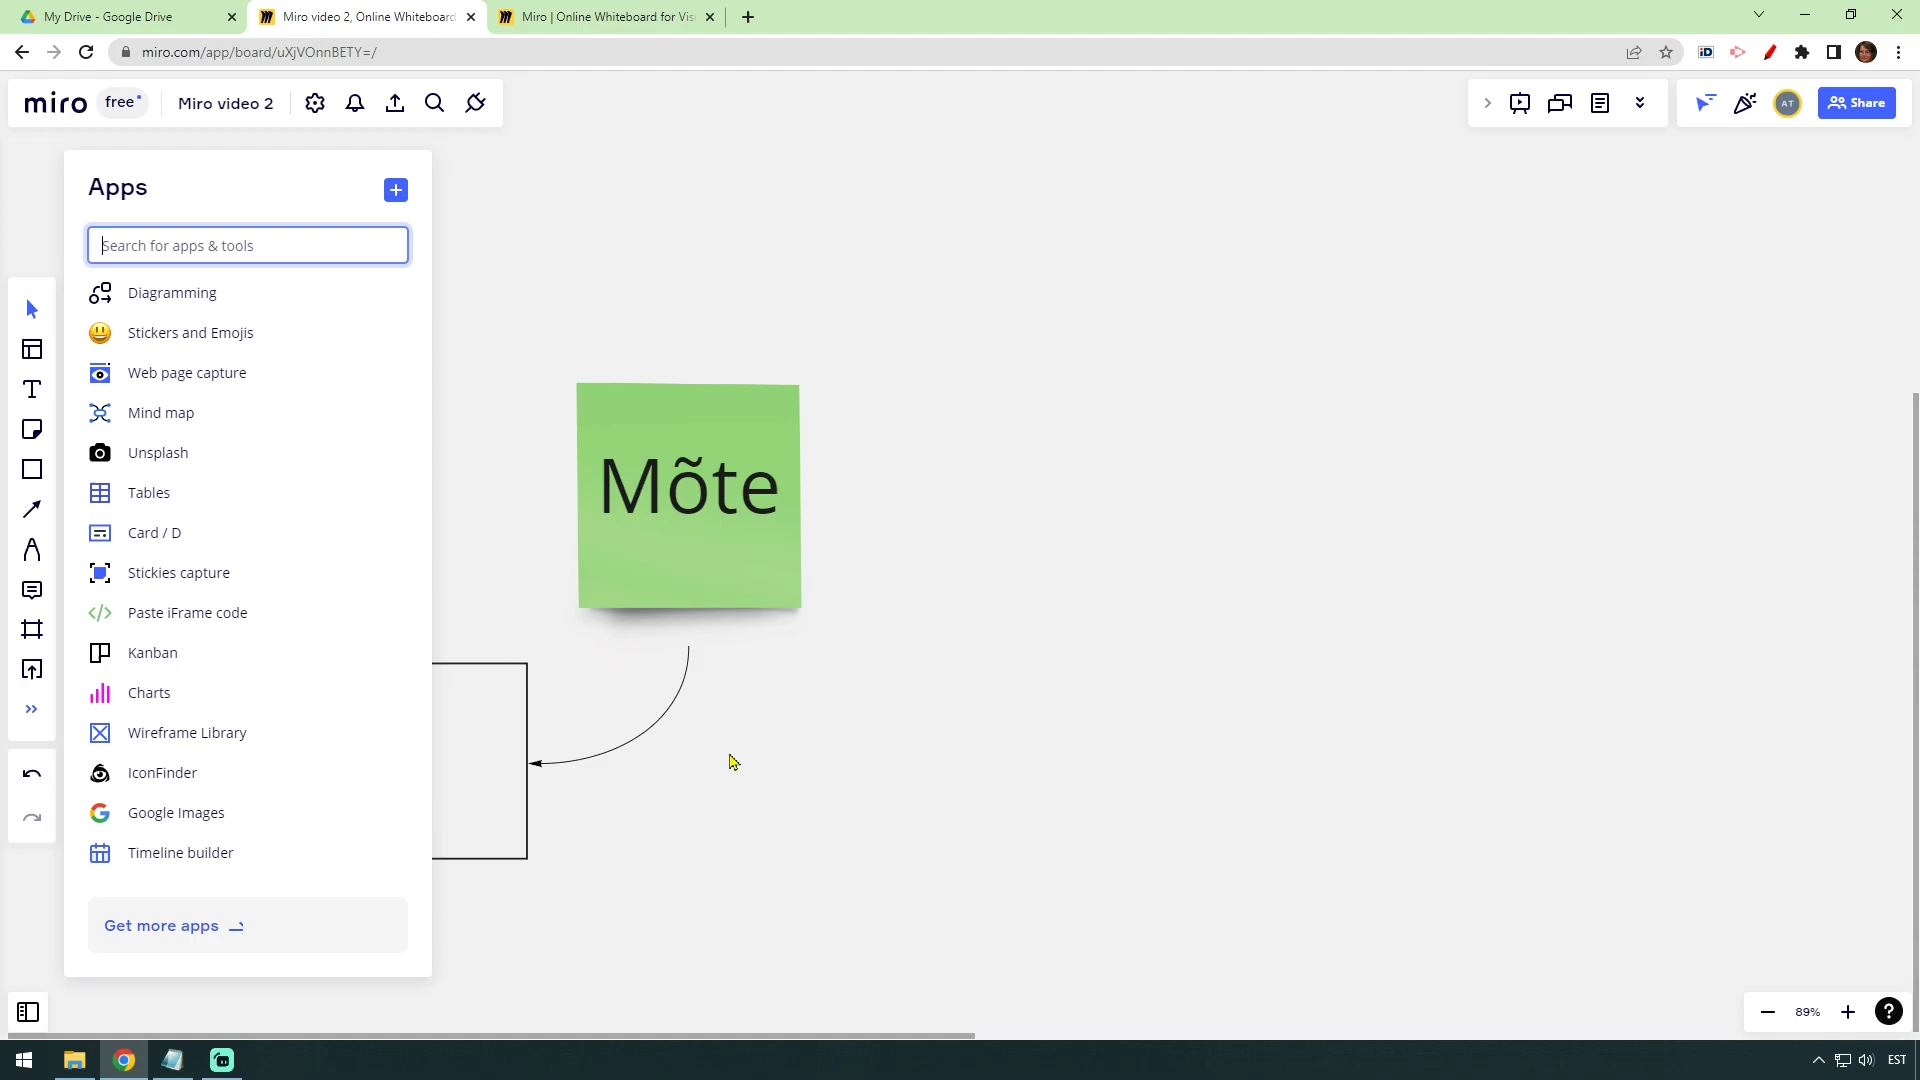 My Drive - Google Drive
Miro video 2, Online Whiteboard
Miro | Online Whiteboard for Vis
miro.com/app/board/uXjVOnnBETY=/
miro free Miro video 2
AT Share
Apps
Search for apps & tools
Diagramming
Stickers and Emojis
Web page capture
Mind map
Unsplash
Tables
Card / D
Stickies capture
Paste iFrame code
Kanban
Charts
Wireframe Library
IconFinder
Google Images
Timeline builder
Get more apps
Mõte
89%
EST